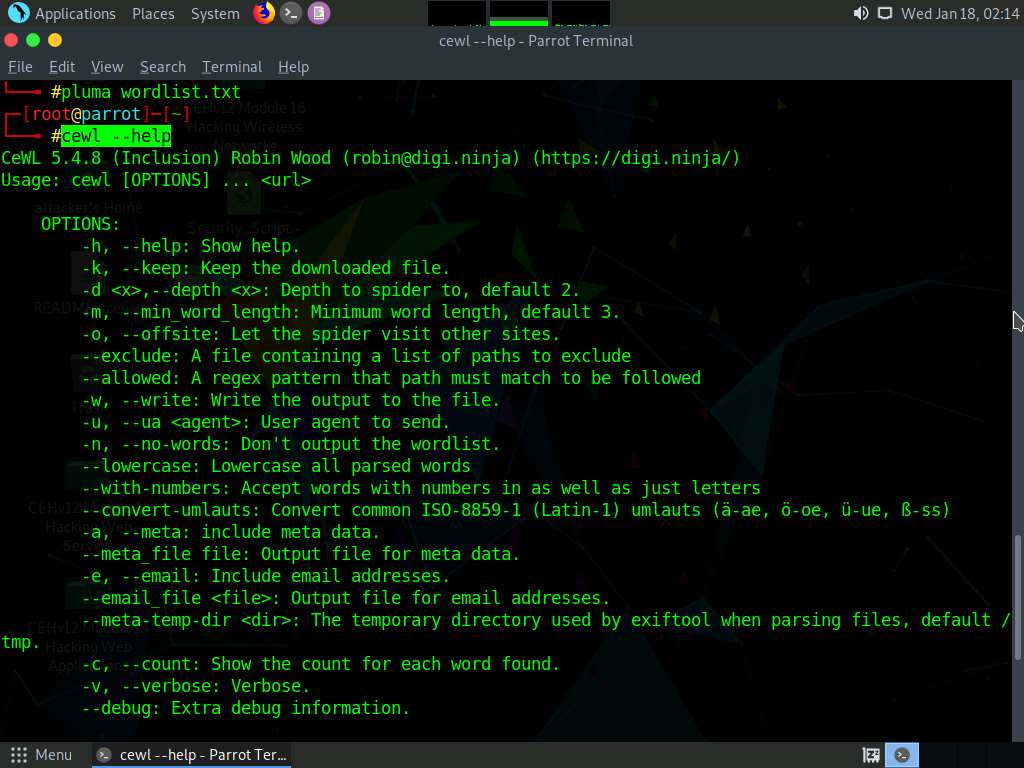 Applications Places System Wed Jan 18, 02:14
cewl --help - Parrot Terminal
File Edit View Search Terminal Help
#pluma wordlist.txt
[root@parrot]─[~]
#cewl --help
CeWL 5.4.8 (Inclusion) Robin Wood (robin@digi.ninja) (https://digi.ninja/)
Usage: cewl [OPTIONS] ... <url>
OPTIONS:
-h, --help: Show help.
-k, --keep: Keep the downloaded file.
-d <x>,--depth <x>: Depth to spider to, default 2.
-m, --min_word_length: Minimum word length, default 3.
-o, --offsite: Let the spider visit other sites.
--exclude: A file containing a list of paths to exclude
--allowed: A regex pattern that path must match to be followed
-w, --write: Write the output to the file.
-u, --ua <agent>: User agent to send.
-n, --no-words: Don't output the wordlist.
--lowercase: Lowercase all parsed words
--with-numbers: Accept words with numbers in as well as just letters
--convert-umlauts: Convert common ISO-8859-1 (Latin-1) umlauts (ä-ae, ö-oe, ü-ue, ß-ss)
-a, --meta: include meta data.
--meta_file file: Output file for meta data.
-e, --email: Include email addresses.
--email_file <file>: Output file for email addresses.
--meta-temp-dir <dir>: The temporary directory used by exiftool when parsing files, default /
tmp.
-c, --count: Show the count for each word found.
-v, --verbose: Verbose.
--debug: Extra debug information.
Menu cewl --help - Parrot Ter...